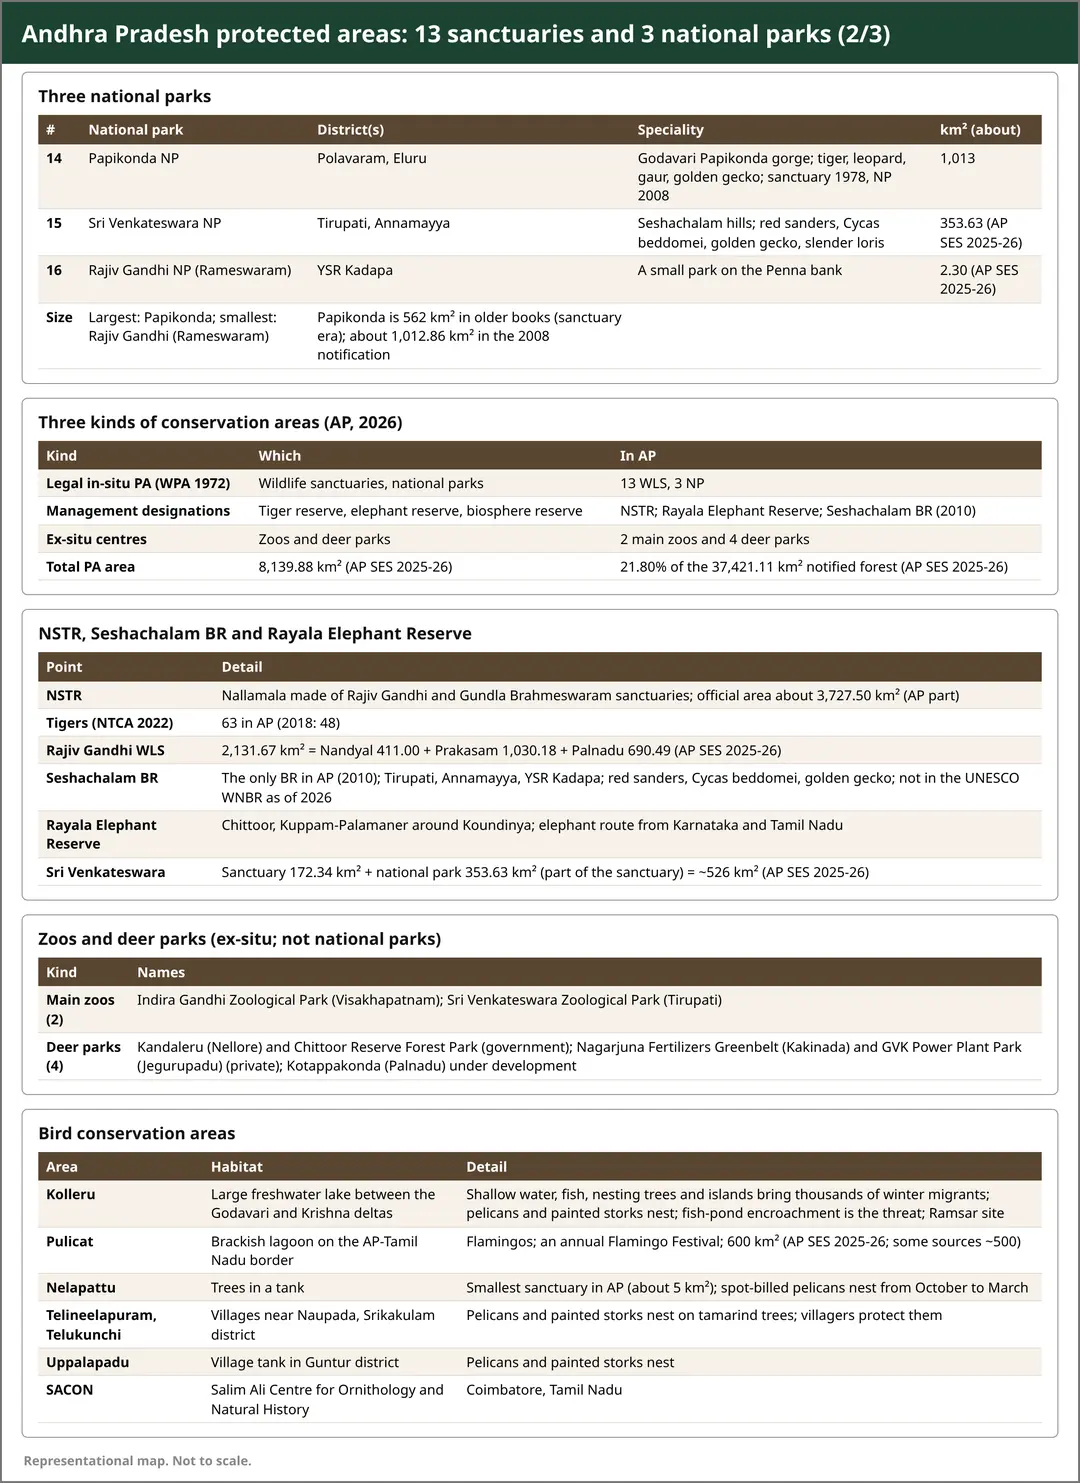 Andhra Pradesh protected areas: 13 sanctuaries and 3 national parks (2/3)
Three national parks
# National park District(s) Speciality km² (about)
14 Papikonda NP Polavaram, Eluru Godavari Papikonda gorge; tiger, leopard, 1,013
gaur, golden gecko; sanctuary 1978, NP
2008
15 Sri Venkateswara NP Tirupati, Annamayya Seshachalam hills; red sanders, Cycas 353.63 (AP
beddomei, golden gecko, slender loris SES 2025-26)
16 Rajiv Gandhi NP (Rameswaram) YSR Kadapa A small park on the Penna bank 2.30 (AP SES
2025-26)
Size Largest: Papikonda; smallest: Papikonda is 562 km² in older books (sanctuary
Rajiv Gandhi (Rameswaram) era); about 1,012.86 km² in the 2008
notification
Three kinds of conservation areas (AP, 2026)
Kind Which In AP
Legal in-situ PA (WPA 1972) Wildlife sanctuaries, national parks 13 WLS, 3 NP
Management designations Tiger reserve, elephant reserve, biosphere reserve NSTR; Rayala Elephant Reserve; Seshachalam BR (2010)
Ex-situ centres Zoos and deer parks 2 main zoos and 4 deer parks
Total PA area 8,139.88 km² (AP SES 2025-26) 21.80% of the 37,421.11 km² notified forest (AP SES 2025-26)
NSTR, Seshachalam BR and Rayala Elephant Reserve
Point Detail
NSTR Nallamala made of Rajiv Gandhi and Gundla Brahmeswaram sanctuaries; official area about 3,727.50 km² (AP part)
Tigers (NTCA 2022) 63 in AP (2018: 48)
Rajiv Gandhi WLS 2,131.67 km² = Nandyal 411.00 + Prakasam 1,030.18 + Palnadu 690.49 (AP SES 2025-26)
Seshachalam BR The only BR in AP (2010); Tirupati, Annamayya, YSR Kadapa; red sanders, Cycas beddomei, golden gecko; not in the UNESCO
WNBR as of 2026
Rayala Elephant Chittoor, Kuppam-Palamaner around Koundinya; elephant route from Karnataka and Tamil Nadu
Reserve
Sri Venkateswara Sanctuary 172.34 km² + national park 353.63 km² (part of the sanctuary) = ~526 km² (AP SES 2025-26)
Zoos and deer parks (ex-situ; not national parks)
Kind Names
Main zoos Indira Gandhi Zoological Park (Visakhapatnam); Sri Venkateswara Zoological Park (Tirupati)
(2)
Deer parks Kandaleru (Nellore) and Chittoor Reserve Forest Park (government); Nagarjuna Fertilizers Greenbelt (Kakinada) and GVK Power Plant Park
(4) (Jegurupadu) (private); Kotappakonda (Palnadu) under development
Bird conservation areas
Area Habitat Detail
Kolleru Large freshwater lake between the Shallow water, fish, nesting trees and islands bring thousands of winter migrants;
Godavari and Krishna deltas pelicans and painted storks nest; fish-pond encroachment is the threat; Ramsar site
Pulicat Brackish lagoon on the AP-Tamil Flamingos; an annual Flamingo Festival; 600 km² (AP SES 2025-26; some sources ~500)
Nadu border
Nelapattu Trees in a tank Smallest sanctuary in AP (about 5 km²); spot-billed pelicans nest from October to March
Telineelapuram, Villages near Naupada, Srikakulam Pelicans and painted storks nest on tamarind trees; villagers protect them
Telukunchi district
Uppalapadu Village tank in Guntur district Pelicans and painted storks nest
SACON Salim Ali Centre for Ornithology and Coimbatore, Tamil Nadu
Natural History
Representational map. Not to scale.